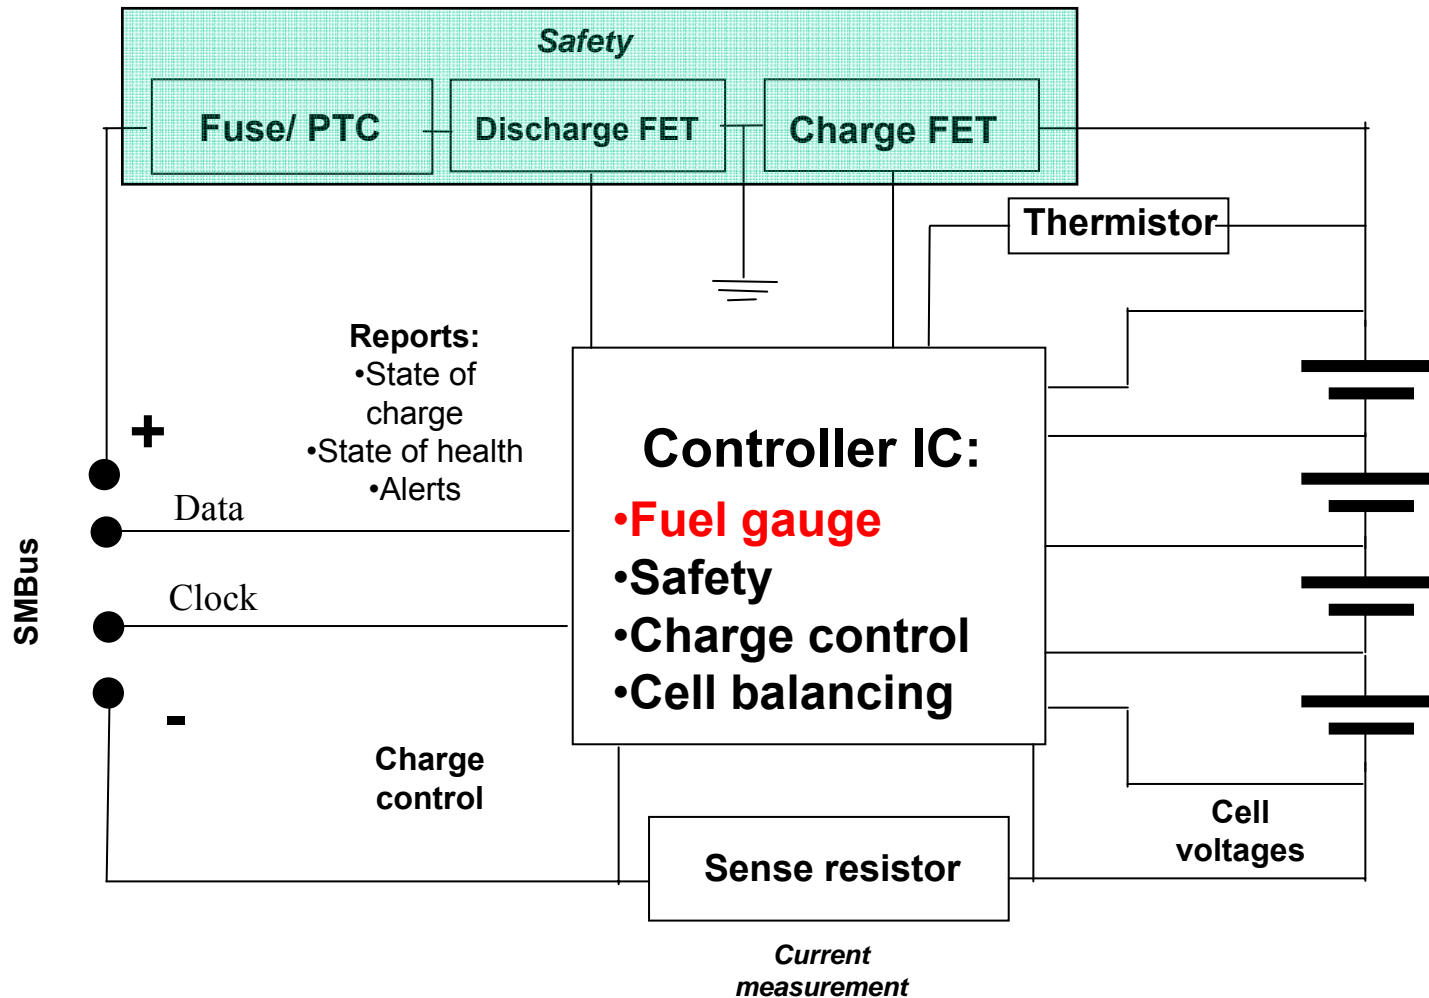 Safety
Fuse/ PTC
Discharge FET
Charge FET
Thermistor
Reports:
•State of
charge
•State of health
•Alerts
+
Data
Clock
SMBus
-
Controller IC:
•Fuel gauge
•Safety
•Charge control
•Cell balancing
Charge
control
Cell
voltages
Sense resistor
Current
measurement